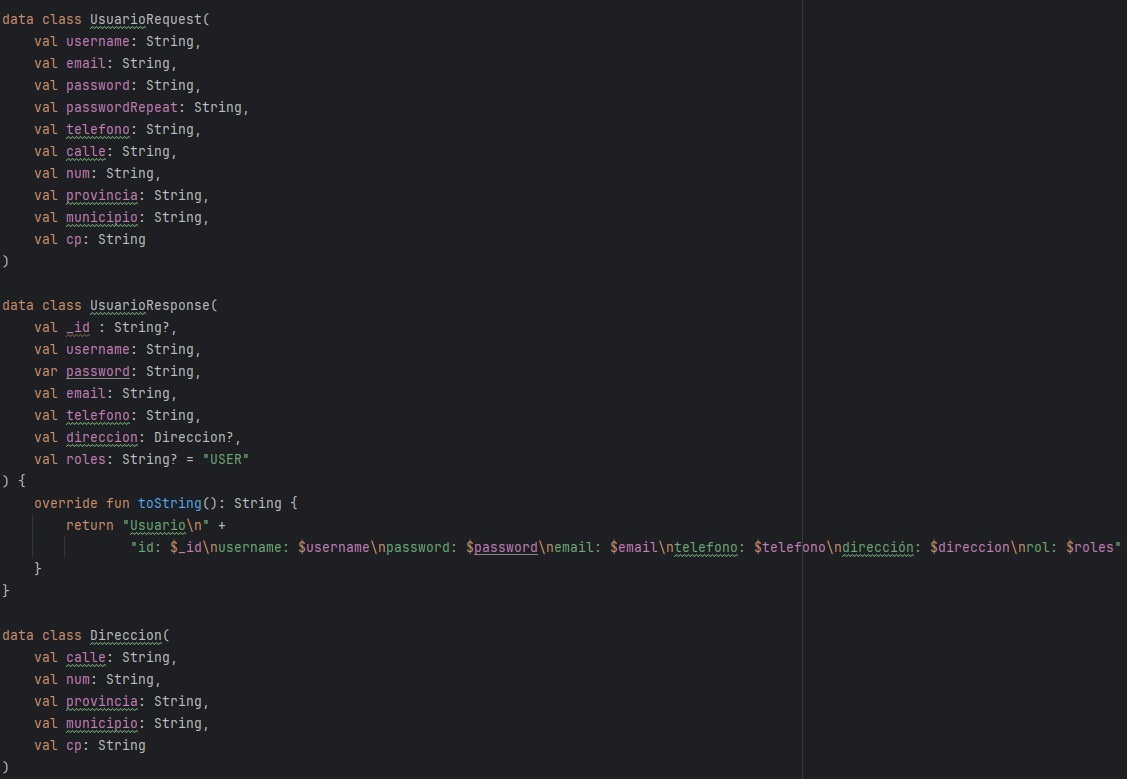 data class UsuarioRequest(
    val username: String,
    val email: String,
    val password: String,
    val passwordRepeat: String,
    val telefono: String,
    val calle: String,
    val num: String,
    val provincia: String,
    val municipio: String,
    val cp: String
)

data class UsuarioResponse(
    val _id : String?,
    val username: String,
    var password: String,
    val email: String,
    val telefono: String,
    val direccion: Direccion?,
    val roles: String? = "USER"
) {
    override fun toString(): String {
        return "Usuario\n" +
                "id: $_id\nusername: $username\npassword: $password\nemail: $email\ntelefono: $telefono\ndirección: $direccion\nrol: $roles"
    }
}

data class Direccion(
    val calle: String,
    val num: String,
    val provincia: String,
    val municipio: String,
    val cp: String
)